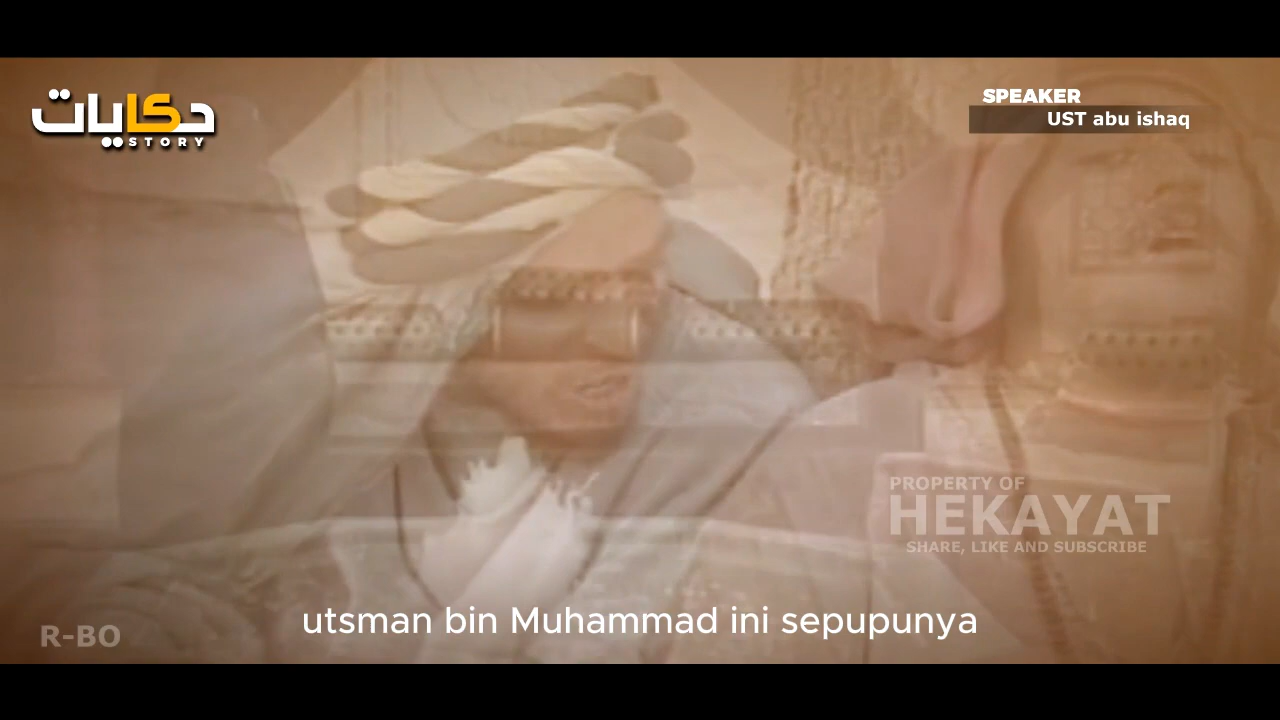 حكايات
STORY
SPEAKER
UST abu ishaq
PROPERTY OF
HEKAYAT
SHARE, LIKE AND SUBSCRIBE
utsman bin Muhammad ini sepupunya
R-BO